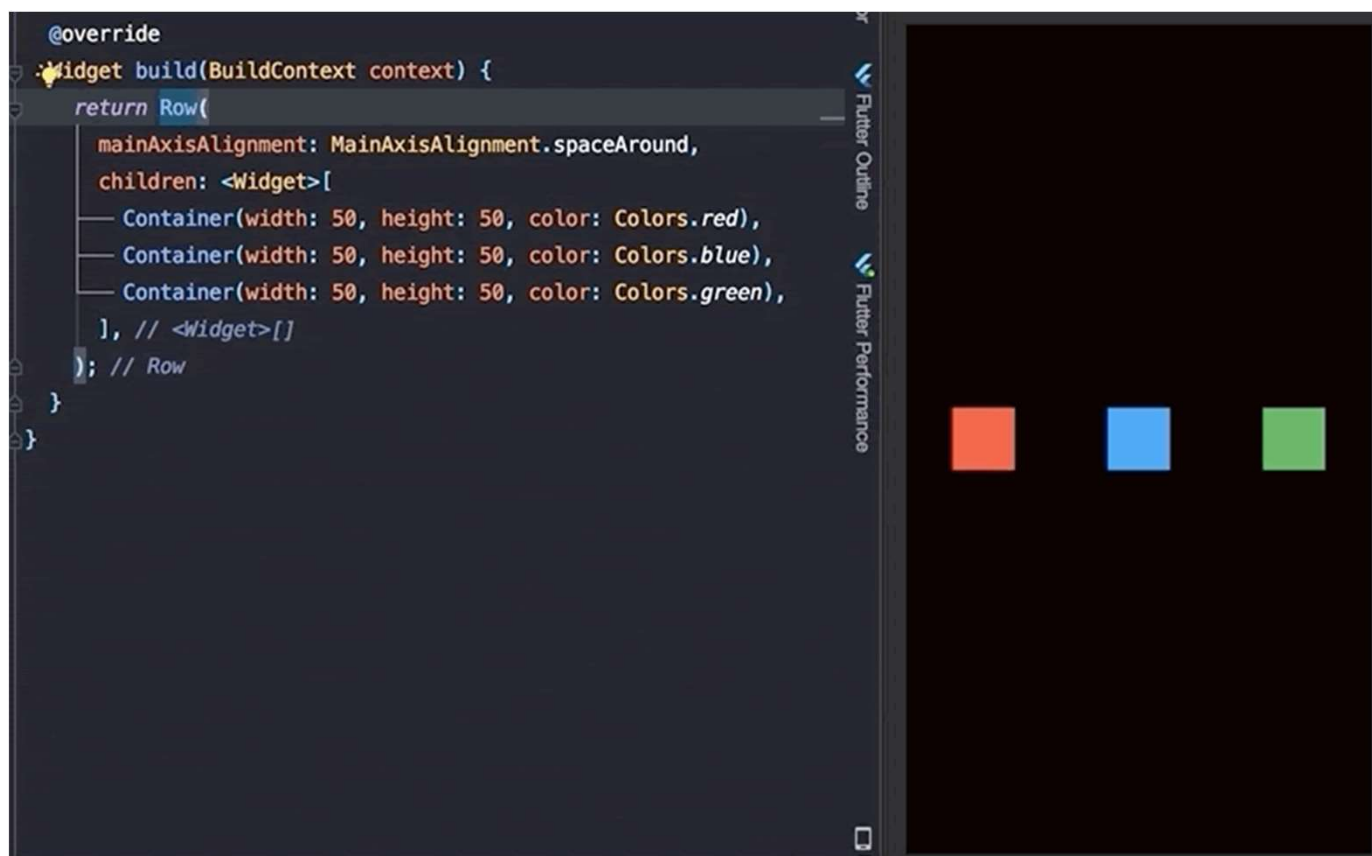 @override
Widget build(BuildContext context) {
return Row(
mainAxisAlignment: MainAxisAlignment.spaceAround,
children: <Widget>[
Container(width: 50, height: 50, color: Colors.red),
Container(width: 50, height: 50, color: Colors.blue),
Container(width: 50, height: 50, color: Colors.green),
], // <Widget>[]
); // Row
}
}
Flutter Outline
Flutter Performance